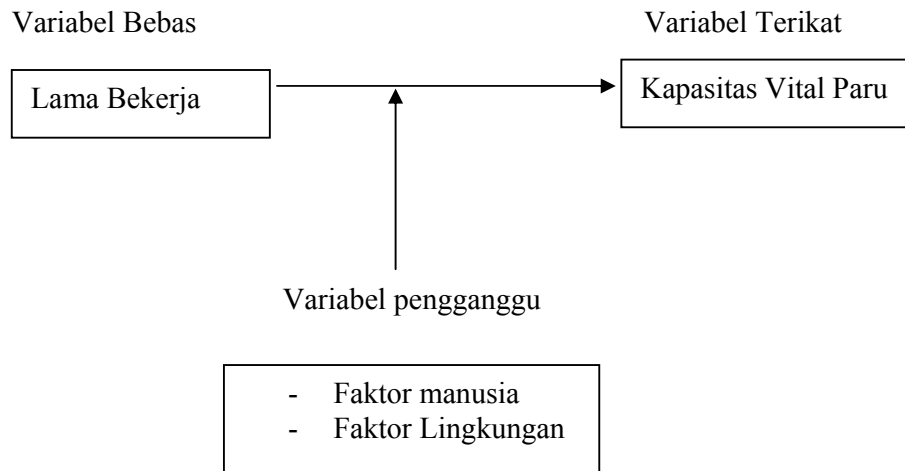 Variabel Bebas
Variabel Terikat
Lama Bekerja
Kapasitas Vital Paru
Variabel pengganggu
- Faktor manusia
- Faktor Lingkungan